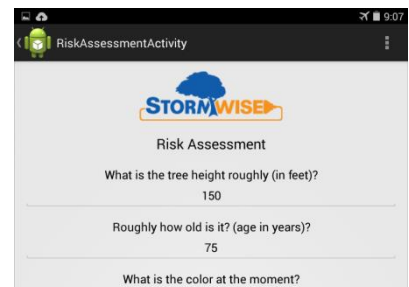 9:07
RiskAssessmentActivity
STORMWISE
Risk Assessment
What is the tree height roughly (in feet)?
150
Roughly how old is it? (age in years)?
75
What is the color at the moment?